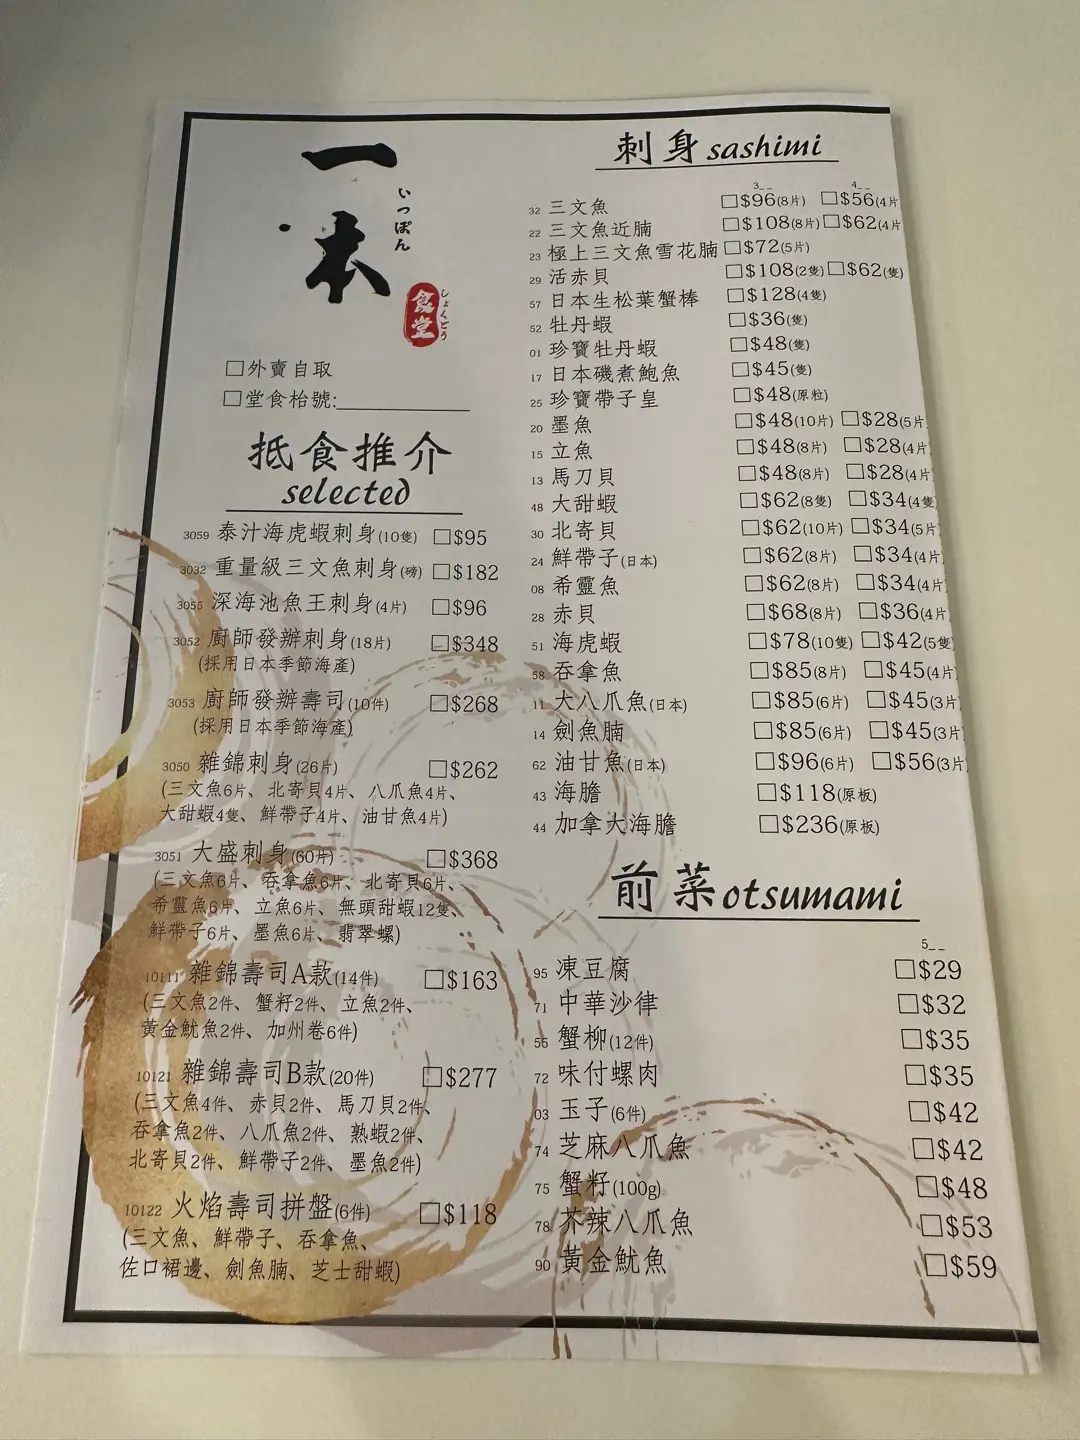 一本
いっぽん
食堂
しょくどう
□外賣自取
□堂食枱號:
抵食推介
selected
3059 泰汁海虎蝦刺身(10隻) □$95
3032 重量級三文魚刺身(磅) □$182
3055 深海池魚王刺身(4片) □$96
3052 廚師發辦刺身(18片) □$348
(採用日本季節海產)
3053 廚師發辦壽司(10件) □$268
(採用日本季節海產)
3050 雜錦刺身(26片) □$262
(三文魚6片、北寄貝4片、八爪魚4片、
大甜蝦4隻、鮮帶子4片、油甘魚4片)
3051 大盛刺身(60片) □$368
(三文魚6片、吞拿魚6片、北寄貝6片、
希靈魚6片、立魚6片、無頭甜蝦12隻、
鮮帶子6片、墨魚6片、翡翠螺)
10111 雜錦壽司A款(14件) □$163
(三文魚2件、蟹籽2件、立魚2件、
黃金魷魚2件、加州卷6件)
10121 雜錦壽司B款(20件) □$277
(三文魚4件、赤貝2件、馬刀貝2件、
吞拿魚2件、八爪魚2件、熟蝦2件、
北寄貝2件、鮮帶子2件、墨魚2件)
10122 火焰壽司拼盤(6件) □$118
(三文魚、鮮帶子、吞拿魚、
佐口裙邊、劍魚腩、芝士甜蝦)
刺身 sashimi
3_ _ 4_ _
32 三文魚 □$96(8片) □$56(4片
22 三文魚近腩 □$108(8片) □$62(4片
23 極上三文魚雪花腩 □$72(5片)
29 活赤貝 □$108(2隻) □$62(隻)
57 日本生松葉蟹棒 □$128(4隻)
52 牡丹蝦 □$36(隻)
01 珍寶牡丹蝦 □$48(隻)
17 日本磯煮鮑魚 □$45(隻)
25 珍寶帶子皇 □$48(原粒)
20 墨魚 □$48(10片) □$28(5片
15 立魚 □$48(8片) □$28(4片
13 馬刀貝 □$48(8片) □$28(4片
48 大甜蝦 □$62(8隻) □$34(4隻
30 北寄貝 □$62(10片) □$34(5片
24 鮮帶子(日本) □$62(8片) □$34(4片
08 希靈魚 □$62(8片) □$34(4片
28 赤貝 □$68(8片) □$36(4片
51 海虎蝦 □$78(10隻) □$42(5隻
58 吞拿魚 □$85(8片) □$45(4片
11 大八爪魚(日本) □$85(6片) □$45(3片
14 劍魚腩 □$85(6片) □$45(3片
62 油甘魚(日本) □$96(6片) □$56(3片
43 海膽 □$118(原板)
44 加拿大海膽 □$236(原板)
前菜 otsumami
5_ _
95 凍豆腐 □$29
71 中華沙律 □$32
55 蟹柳(12件) □$35
72 味付螺肉 □$35
03 玉子(6件) □$42
74 芝麻八爪魚 □$42
75 蟹籽(100g) □$48
78 芥辣八爪魚 □$53
90 黃金魷魚 □$59